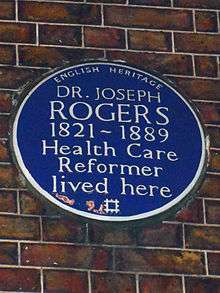 ENGLISH HERITAGE
DR. JOSEPH
ROGERS
1821~1889
Health Care
Reformer
lived here